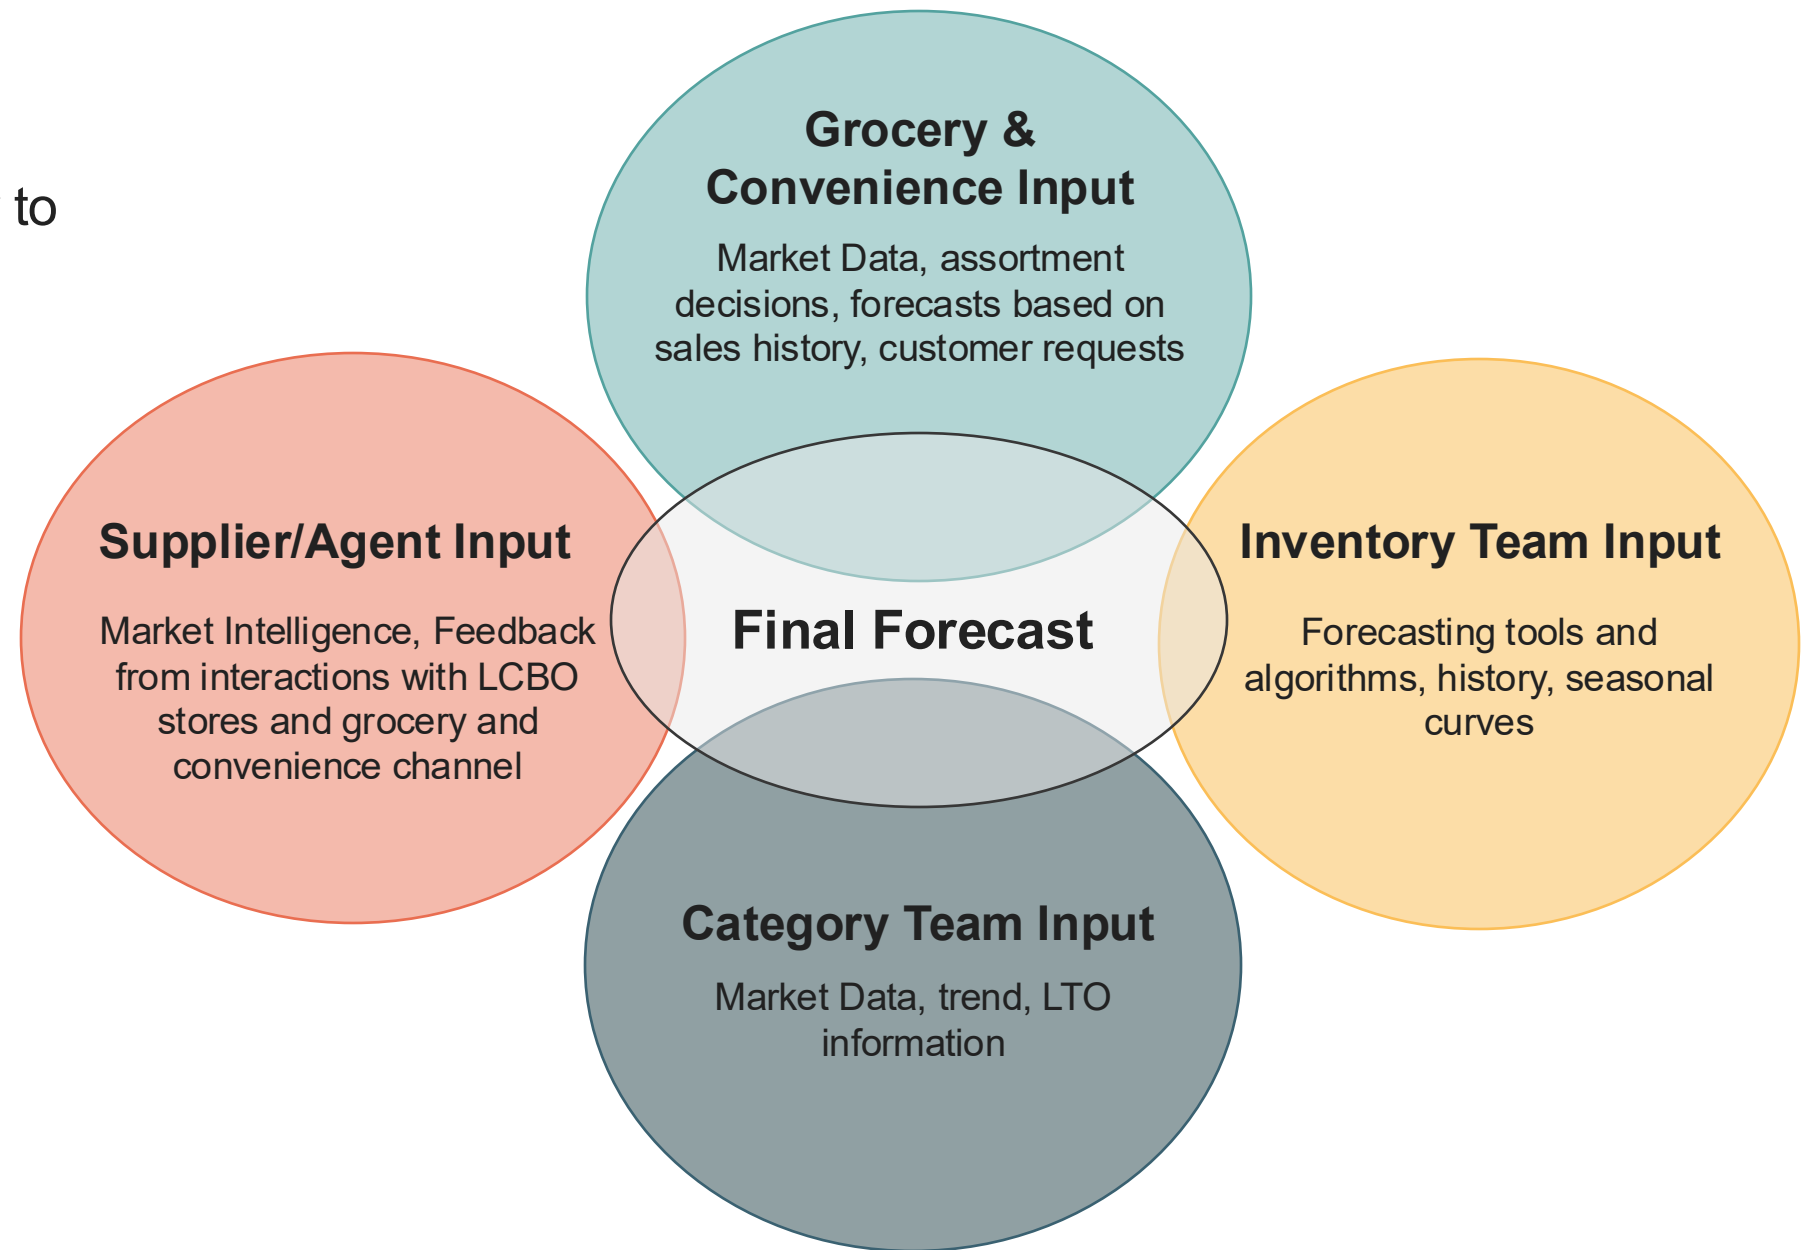 to
Grocery &
Convenience Input
Market Data, assortment
decisions, forecasts based on
sales history, customer requests
Supplier/Agent Input
Market Intelligence, Feedback
from interactions with LCBO
stores and grocery and
convenience channel
Final Forecast
Inventory Team Input
Forecasting tools and
algorithms, history, seasonal
curves
Category Team Input
Market Data, trend, LTO
information